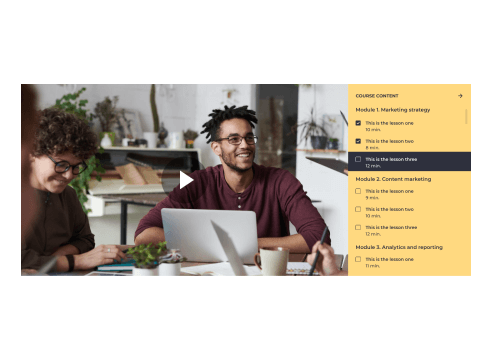 COURSE CONTENT
Module 1. Marketing strategy
This is the lesson one
10 min.
This is the lesson two
8 min.
This is the lesson three
12 min.
Module 2. Content marketing
This is the lesson one
9 min.
This is the lesson two
10 min.
This is the lesson three
12 min.
Module 3. Analytics and reporting
This is the lesson one
11 min.